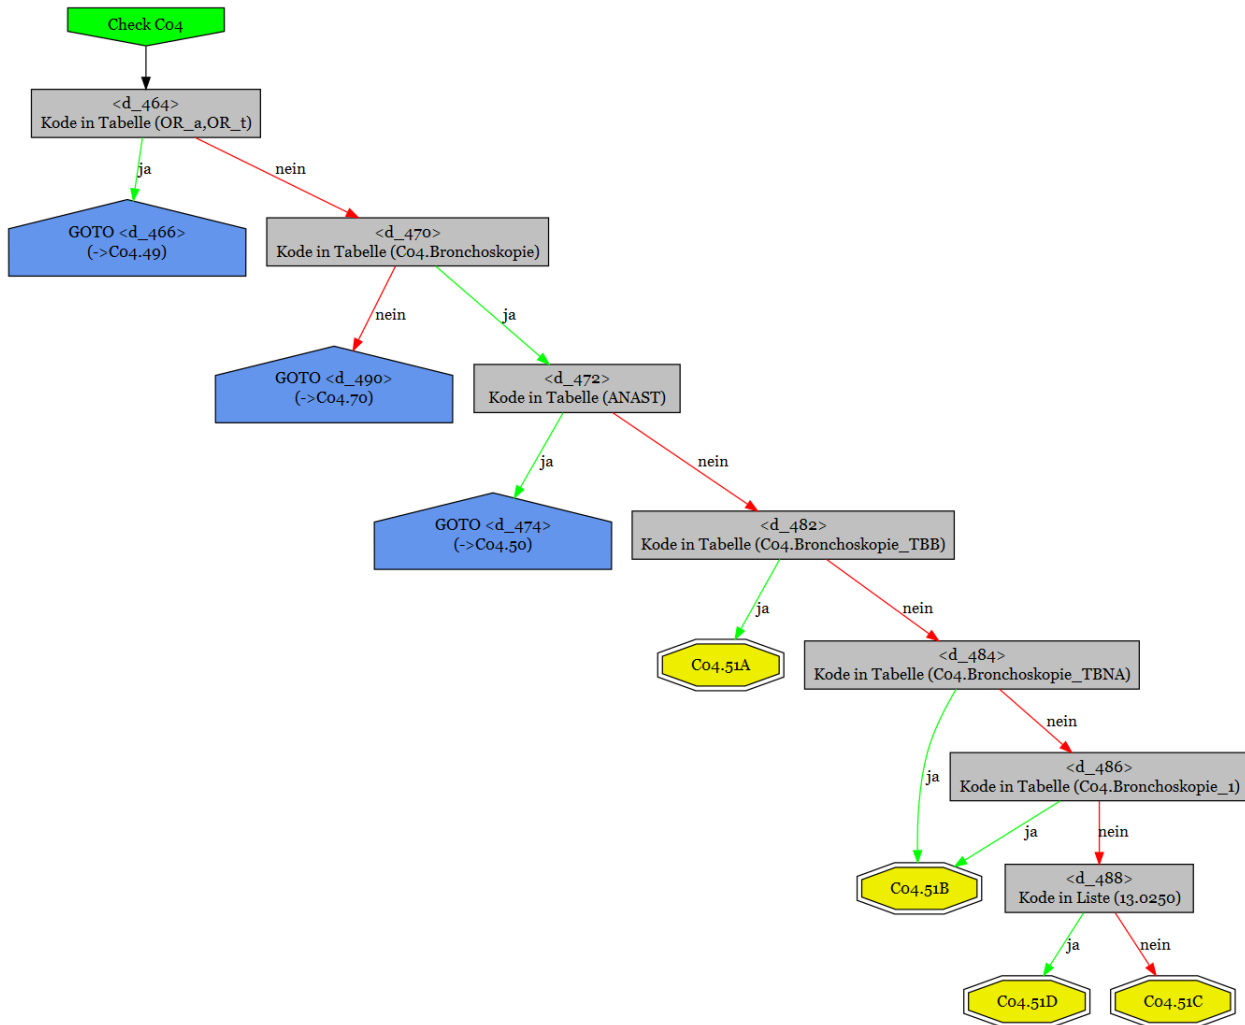 Check C04
<d_464>
Kode in Tabelle (OR_a,OR_t)
ja
nein
GOTO <d_466>
(->C04.49)
<d_470>
Kode in Tabelle (C04.Bronchoskopie)
nein
ja
GOTO <d_490>
(->C04.70)
<d_472>
Kode in Tabelle (ANAST)
ja
nein
GOTO <d_474>
(->C04.50)
<d_482>
Kode in Tabelle (C04.Bronchoskopie_TBB)
ja
nein
C04.51A
<d_484>
Kode in Tabelle (C04.Bronchoskopie_TBNA)
ja
nein
<d_486>
Kode in Tabelle (C04.Bronchoskopie_1)
ja
nein
C04.51B
<d_488>
Kode in Liste (13.0250)
ja
nein
C04.51D
C04.51C